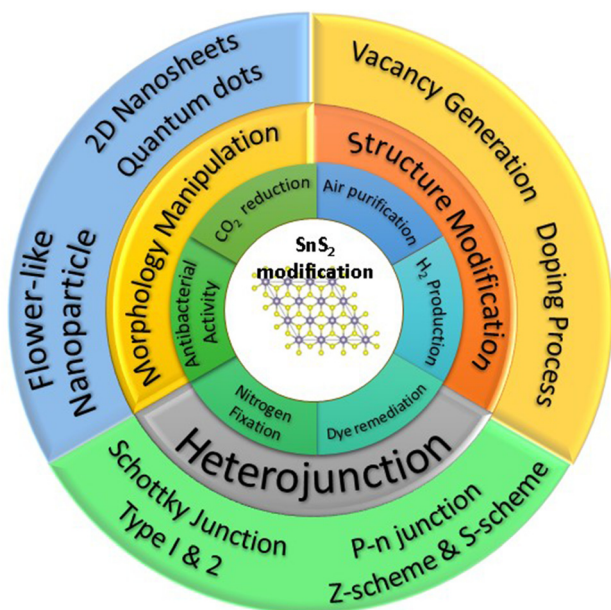 2D Nanosheets
Quantum dots
Flower-like
Nanoparticle
Vacancy Generation
Doping Process
Morphology Manipulation
Structure Modification
CO₂ reduction
Air purification
SnS₂
modification
Antibacterial
Activity
H₂ Production
Nitrogen
Fixation
Dye remediation
Heterojunction
Schottky Junction
Type I & 2
P-n junction
Z-scheme & S-scheme